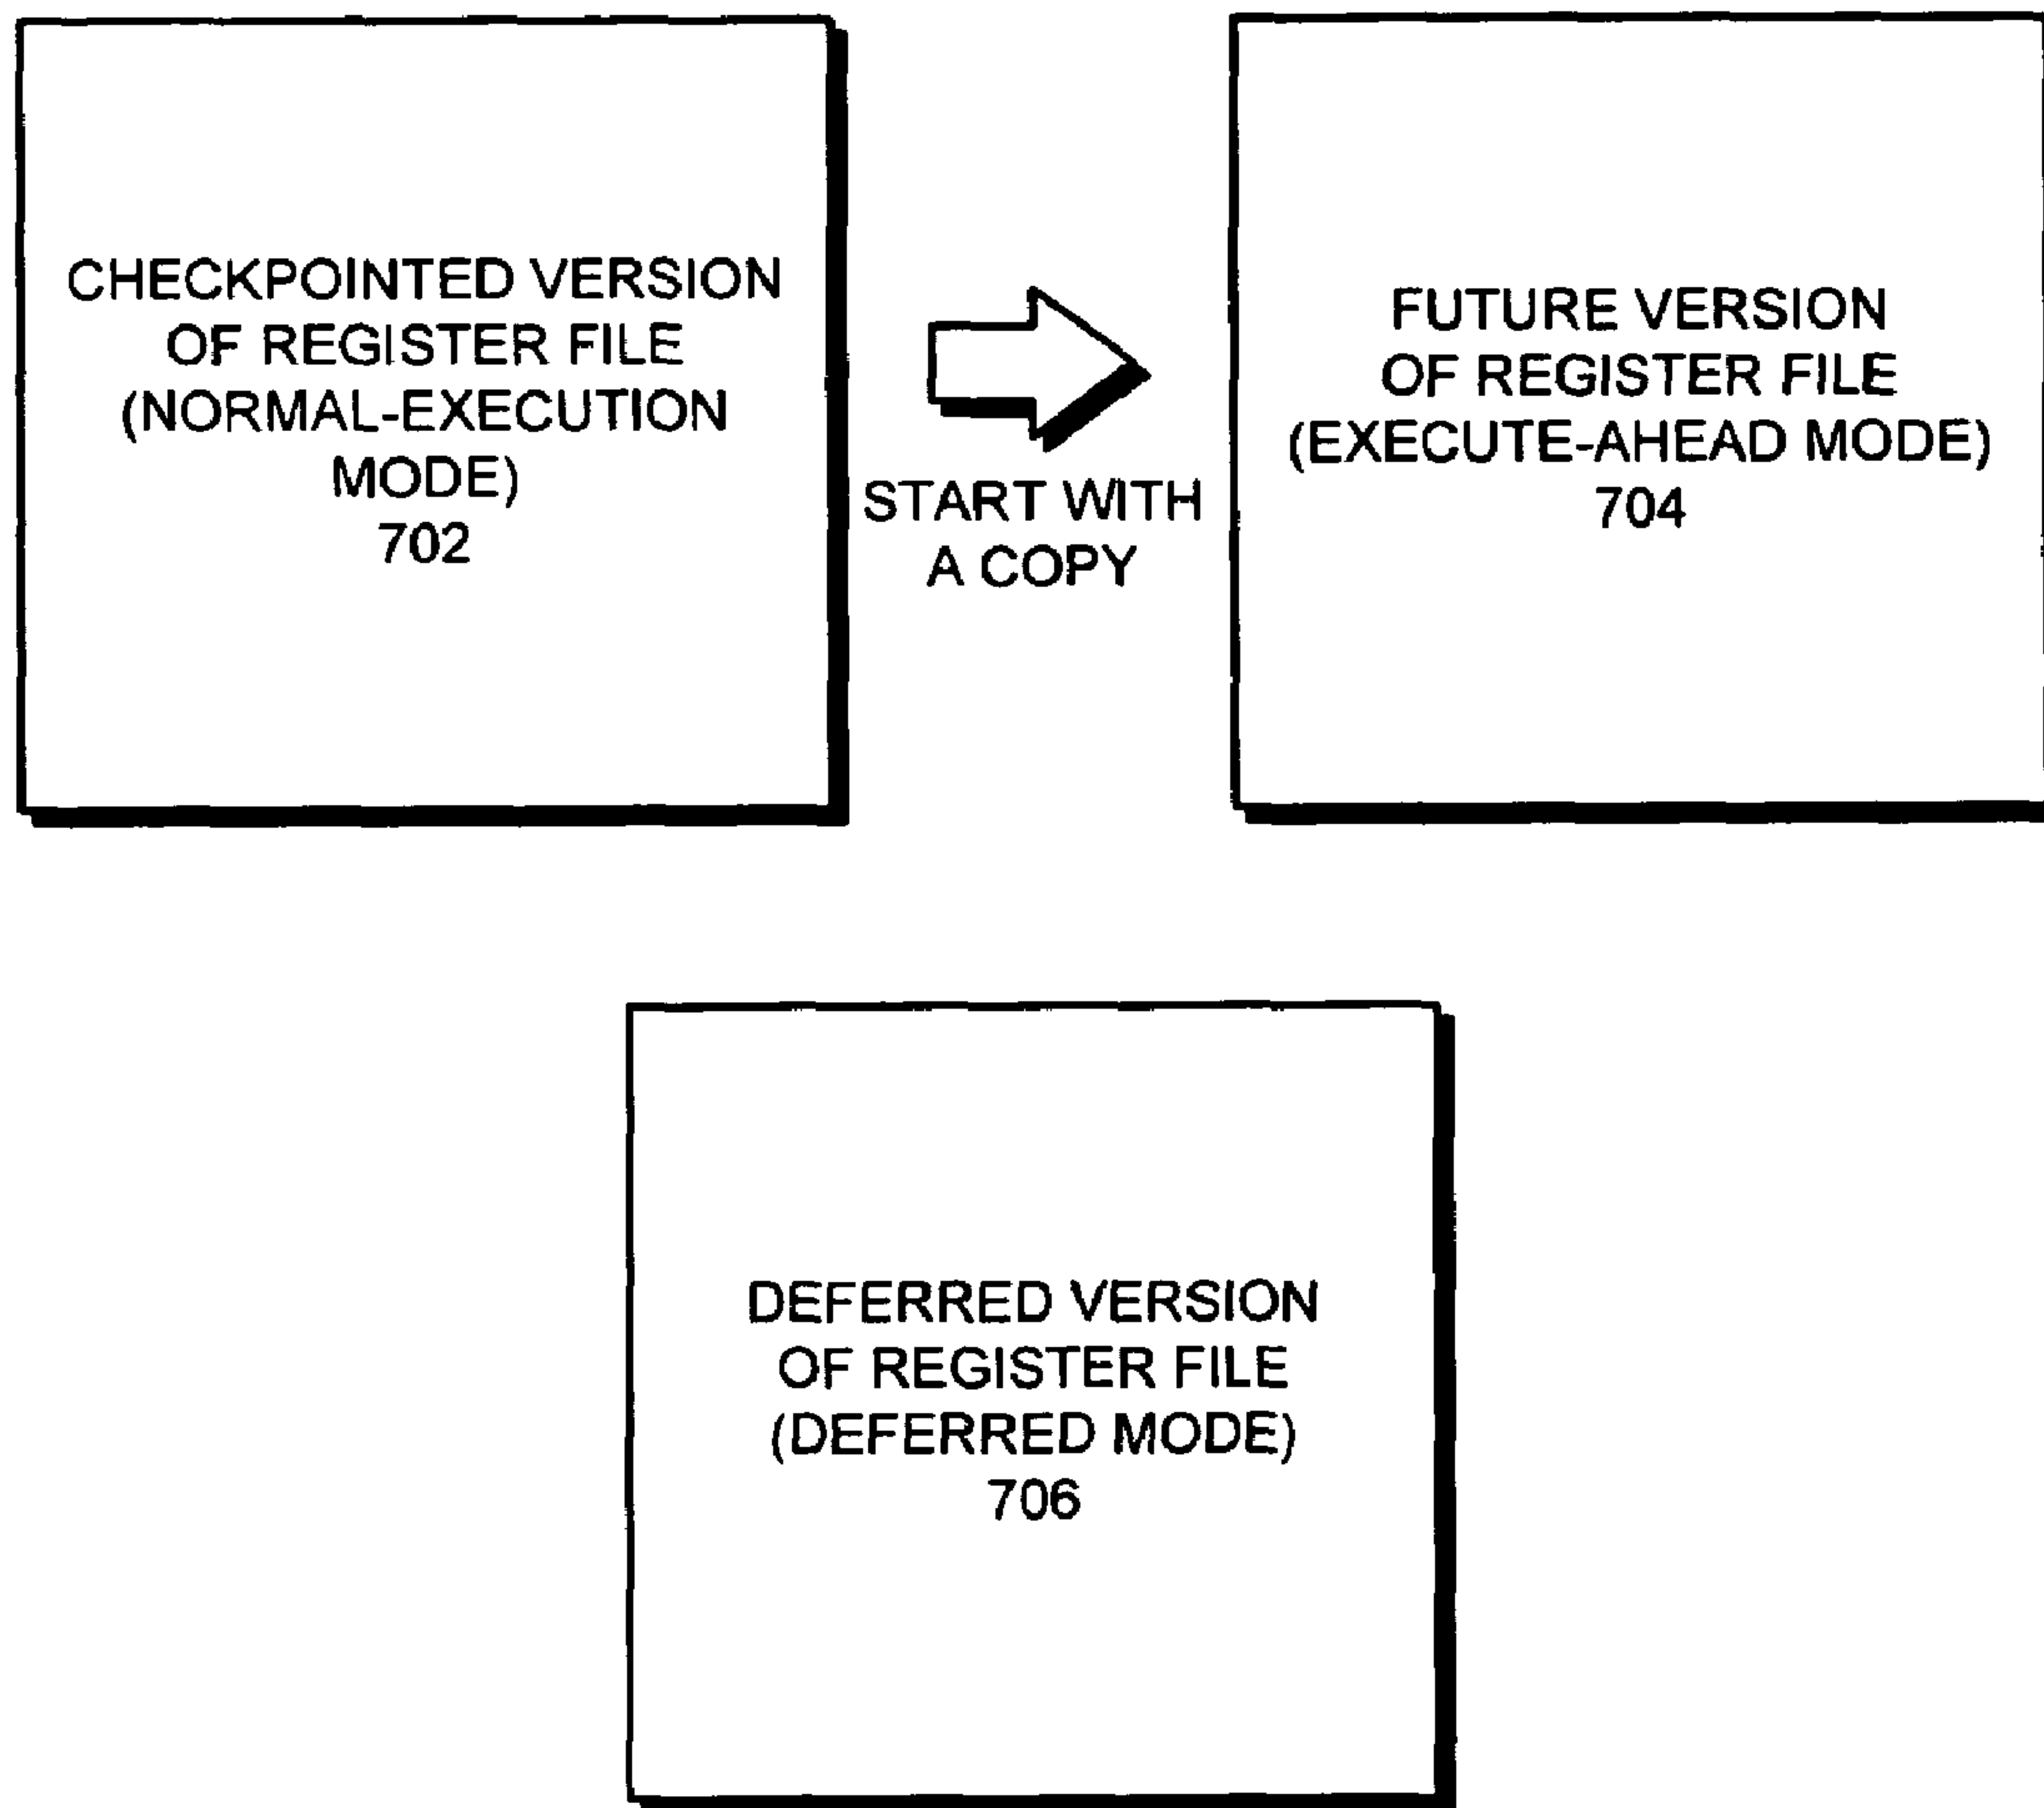 CHECKPOINTED VERSION
OF REGISTER FILE
(NORMAL-EXECUTION
MODE)
702
START WITH
A COPY
FUTURE VERSION
OF REGISTER FILE
(EXECUTE-AHEAD MODE)
704
DEFERRED VERSION
OF REGISTER FILE
(DEFERRED MODE)
706